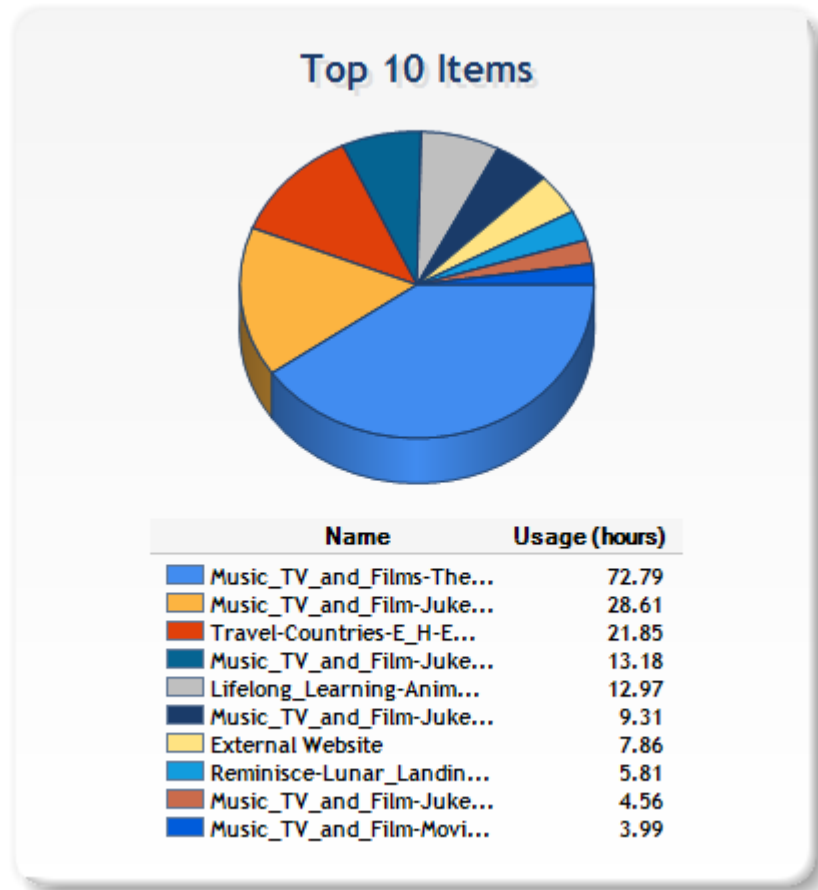 Top 10 Items
Name Usage (hours)
Music_TV_and_Films-The... 72.79
Music_TV_and_Film-Juke... 28.61
Travel-Countries-E_H-E... 21.85
Music_TV_and_Film-Juke... 13.18
Lifelong_Learning-Anim... 12.97
Music_TV_and_Film-Juke... 9.31
External Website 7.86
Reminisce-Lunar_Landin... 5.81
Music_TV_and_Film-Juke... 4.56
Music_TV_and_Film-Movi... 3.99